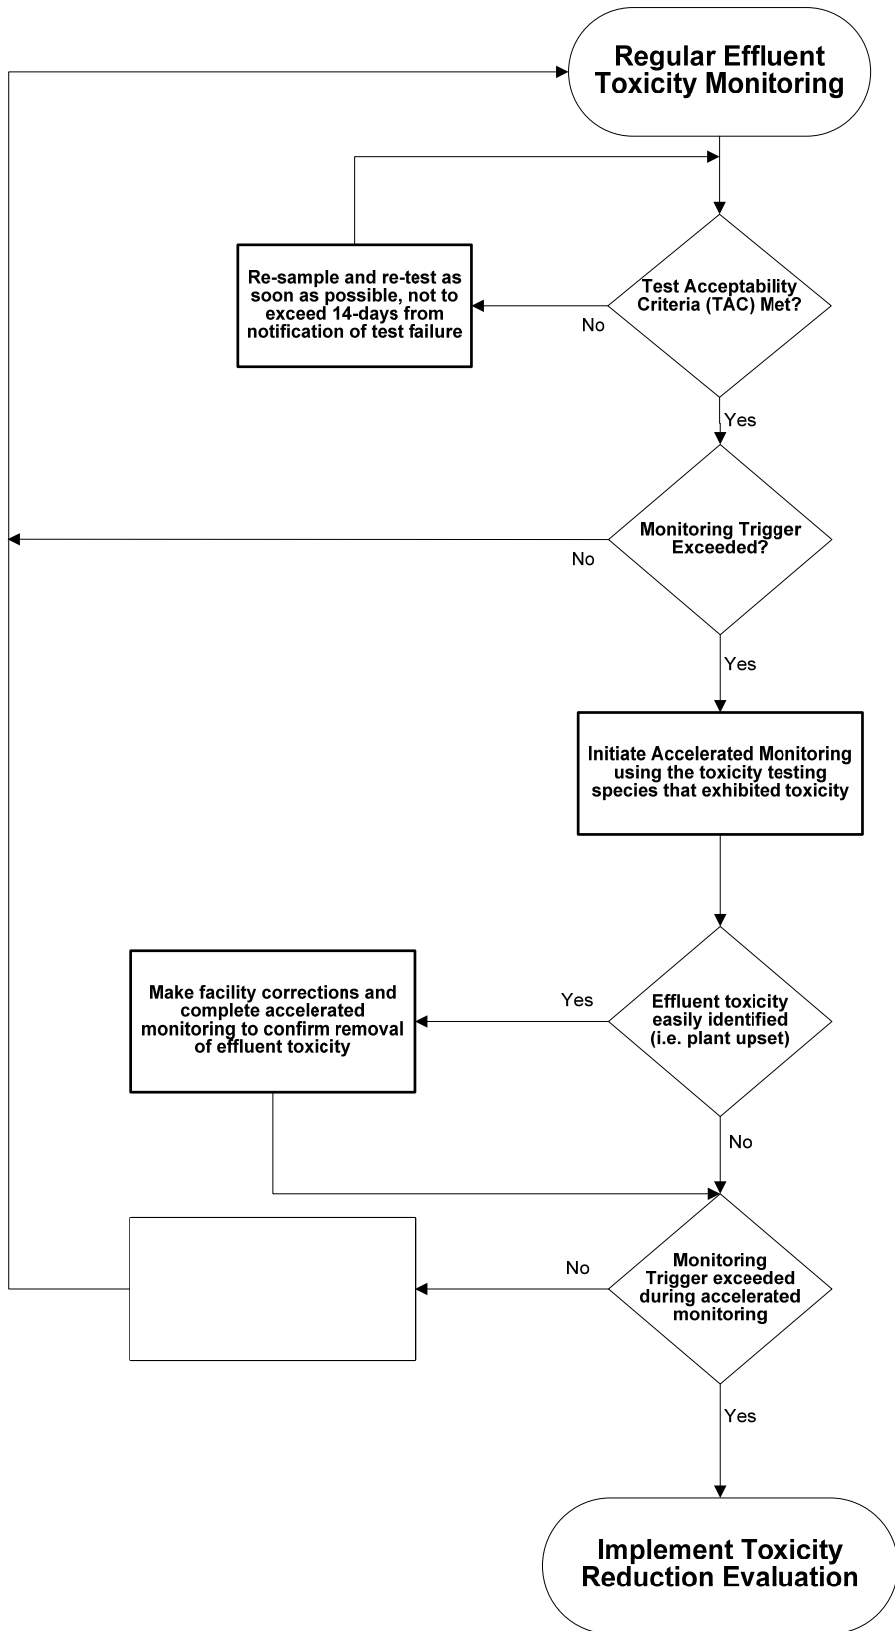 Regular Effluent
Toxicity Monitoring
Re-sample and re-test as
soon as possible, not to
exceed 14-days from
notification of test failure
Test Acceptability
Criteria (TAC) Met?
No
Yes
Monitoring Trigger
Exceeded?
No
Yes
Initiate Accelerated Monitoring
using the toxicity testing
species that exhibited toxicity
Make facility corrections and
complete accelerated
monitoring to confirm removal
of effluent toxicity
Yes
Effluent toxicity
easily identified
(i.e. plant upset)
No
No
Monitoring
Trigger exceeded
during accelerated
monitoring
Yes
Implement Toxicity
Reduction Evaluation